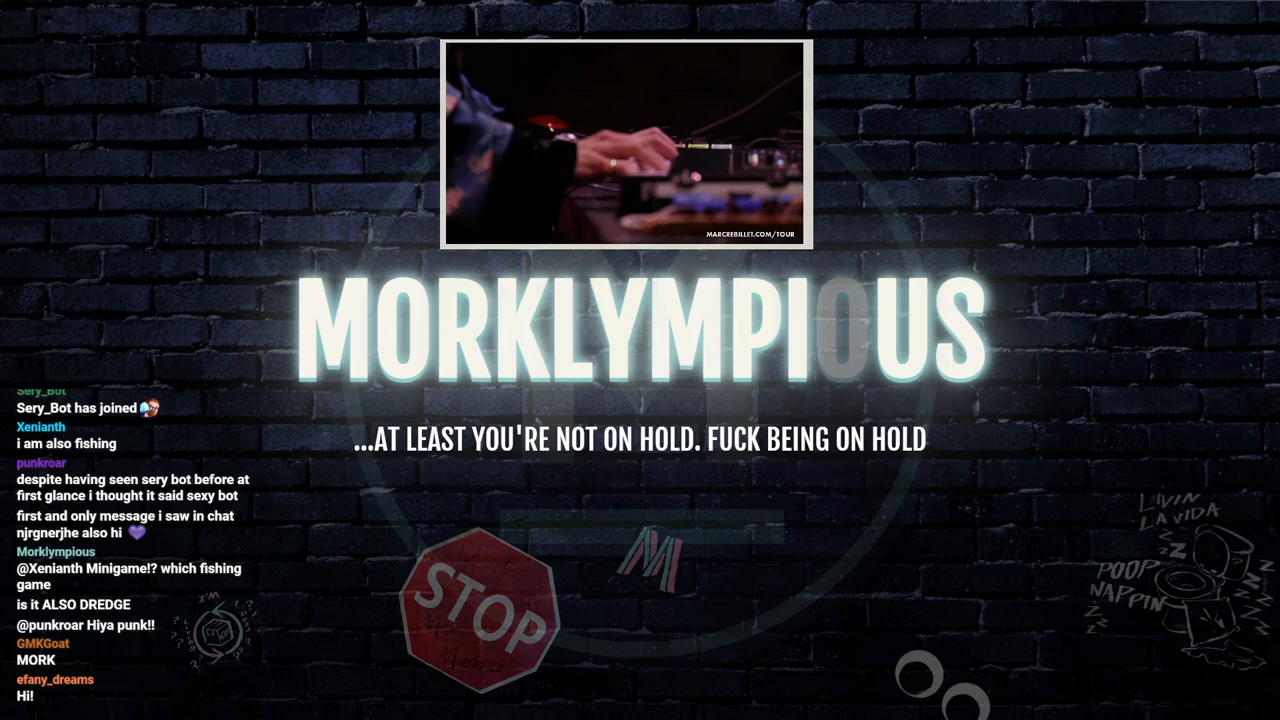 MARCREBILLET.COM/TOUR
MORKLYMPIOUS
...AT LEAST YOU'RE NOT ON HOLD. FUCK BEING ON HOLD
Sery_Bot
Sery_Bot has joined
Xenianth
i am also fishing
punkroar
despite having seen sery bot before at
first glance i thought it said sexy bot
first and only message i saw in chat
njrgnerjhe also hi
Morklympious
@Xenianth Minigame!? which fishing
game
is it ALSO DREDGE
@punkroar Hiya punk!!
GMKGoat
MORK
efany_dreams
Hi!
I'M
STOP
M
LIVIN
LA VIDA
POOP
NAPPIN